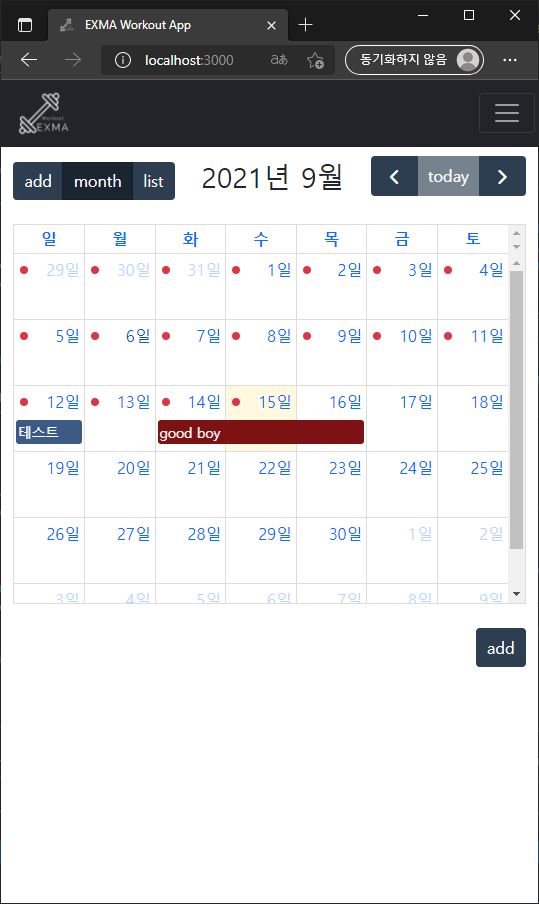 EXMA Workout App
localhost:3000
aあ
동기화하지 않음
Workout
EXMA
add month list
2021년 9월
today
일 월 화 수 목 금 토
29일 30일 31일 1일 2일 3일 4일
5일 6일 7일 8일 9일 10일 11일
12일 13일 14일 15일 16일 17일 18일
테스트 good boy
19일 20일 21일 22일 23일 24일 25일
26일 27일 28일 29일 30일 1일 2일
3일 4일 5일 6일 7일 8일 9일
add